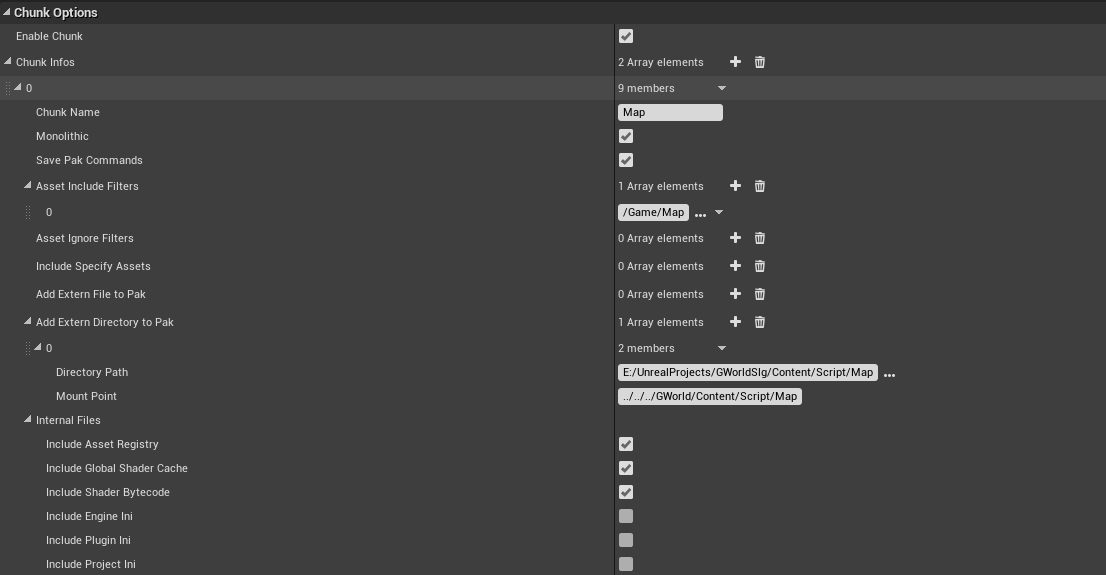 Chunk Options
Enable Chunk
Chunk Infos 2 Array elements
0 9 members
Chunk Name Map
Monolithic
Save Pak Commands
Asset Include Filters 1 Array elements
0 /Game/Map ...
Asset Ignore Filters 0 Array elements
Include Specify Assets 0 Array elements
Add Extern File to Pak 0 Array elements
Add Extern Directory to Pak 1 Array elements
0 2 members
Directory Path E:/UnrealProjects/GWorldSlg/Content/Script/Map ...
Mount Point ../../../GWorld/Content/Script/Map
Internal Files
Include Asset Registry
Include Global Shader Cache
Include Shader Bytecode
Include Engine Ini
Include Plugin Ini
Include Project Ini